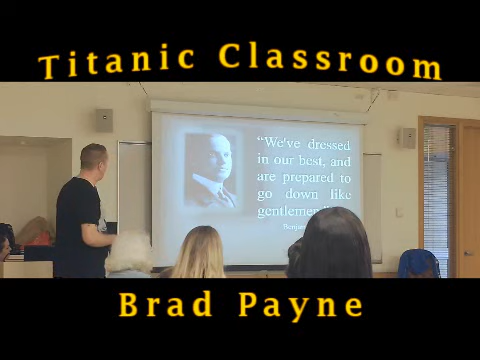 Titanic Classroom
“We've dressed
in our best, and
are prepared to
go down like
gentlemen
Brad Payne